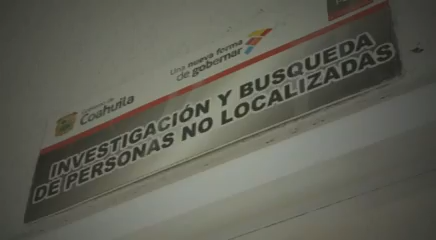 Gobierno de
Coahuila
Una nueva forma
de gobernar
INVESTIGACIÓN Y BUSQUEDA
DE PERSONAS NO LOCALIZADAS